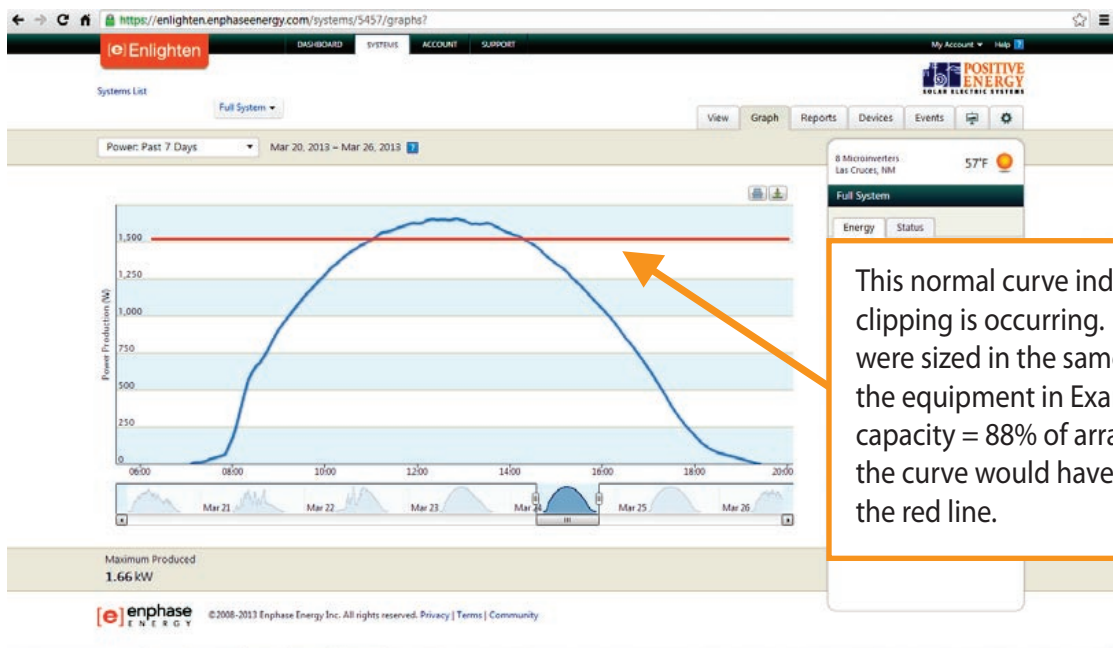 https://enlighten.enphaseenergy.com/systems/5457/graphs?
[e] Enlighten
DASHBOARD SYSTEMS ACCOUNT SUPPORT
My Account Help ?
POSITIVE
ENERGY
SOLAR ELECTRIC SYSTEMS
Systems List
Full System
View Graph Reports Devices Events
Power: Past 7 Days
Mar 20, 2013 – Mar 26, 2013 ?
8 Microinverters
Las Cruces, NM
57°F
Full System
Energy Status
Power Production (W)
1,500
1,250
1,000
750
500
250
0
06:00 08:00 10:00 12:00 14:00 16:00 18:00 20:00
Mar 21 Mar 22 Mar 23 Mar 24 Mar 25 Mar 26
This normal curve ind
clipping is occurring.
were sized in the same
the equipment in Exa
capacity = 88% of arra
the curve would have
the red line.
Maximum Produced
1.66 kW
[e] enphase
ENERGY
©2008-2013 Enphase Energy Inc. All rights reserved. Privacy | Terms | Community